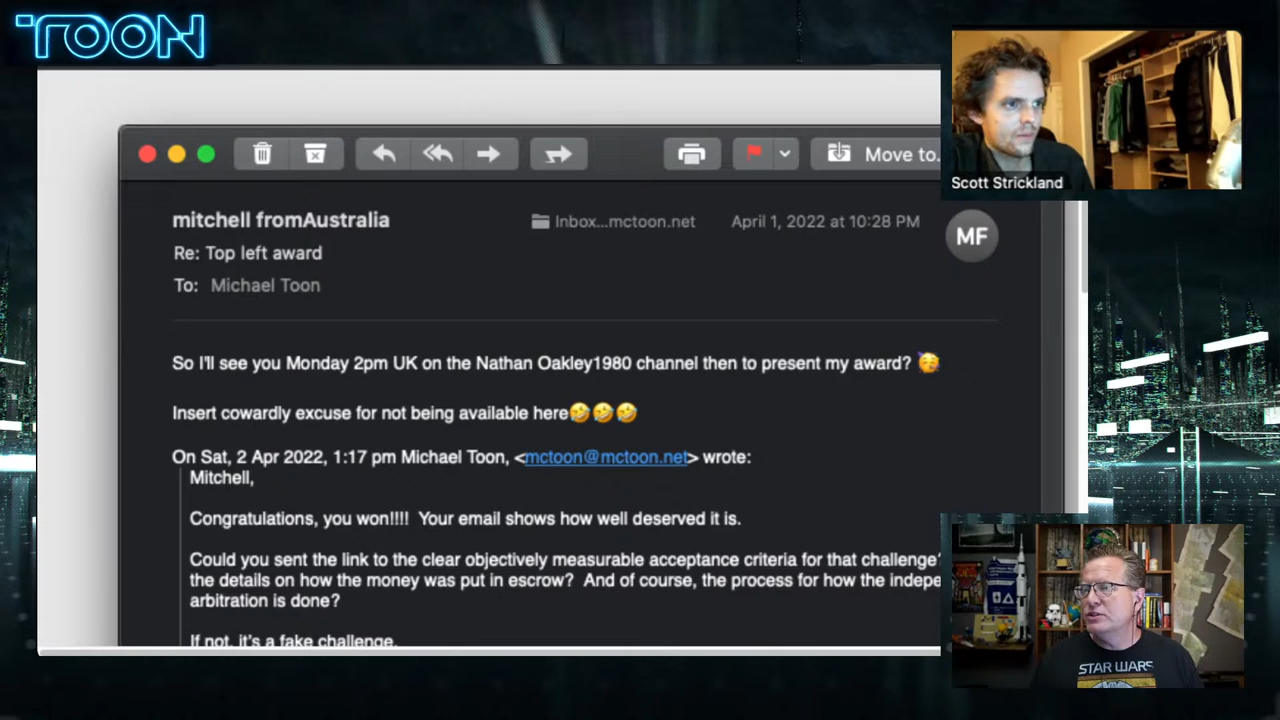 TOON
Scott Strickland
Move to.
mitchell fromAustralia
Inbox...mctoon.net
April 1, 2022 at 10:28 PM
MF
Re: Top left award
To: Michael Toon
So I'll see you Monday 2pm UK on the Nathan Oakley1980 channel then to present my award? 🥳
Insert cowardly excuse for not being available here🤣🤣🤣
On Sat, 2 Apr 2022, 1:17 pm Michael Toon, <mctoon@mctoon.net> wrote:
Mitchell,
Congratulations, you won!!!! Your email shows how well deserved it is.
Could you sent the link to the clear objectively measurable acceptance criteria for that challenge?
the details on how the money was put in escrow? And of course, the process for how the indepe
arbitration is done?
If not, it's a fake challenge.
STAR WARS